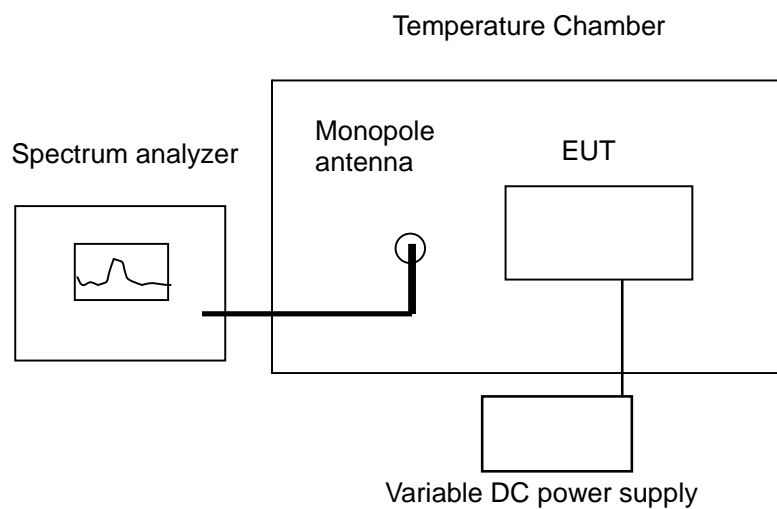 Temperature Chamber
Monopole
antenna
EUT
Spectrum analyzer
Variable DC power supply